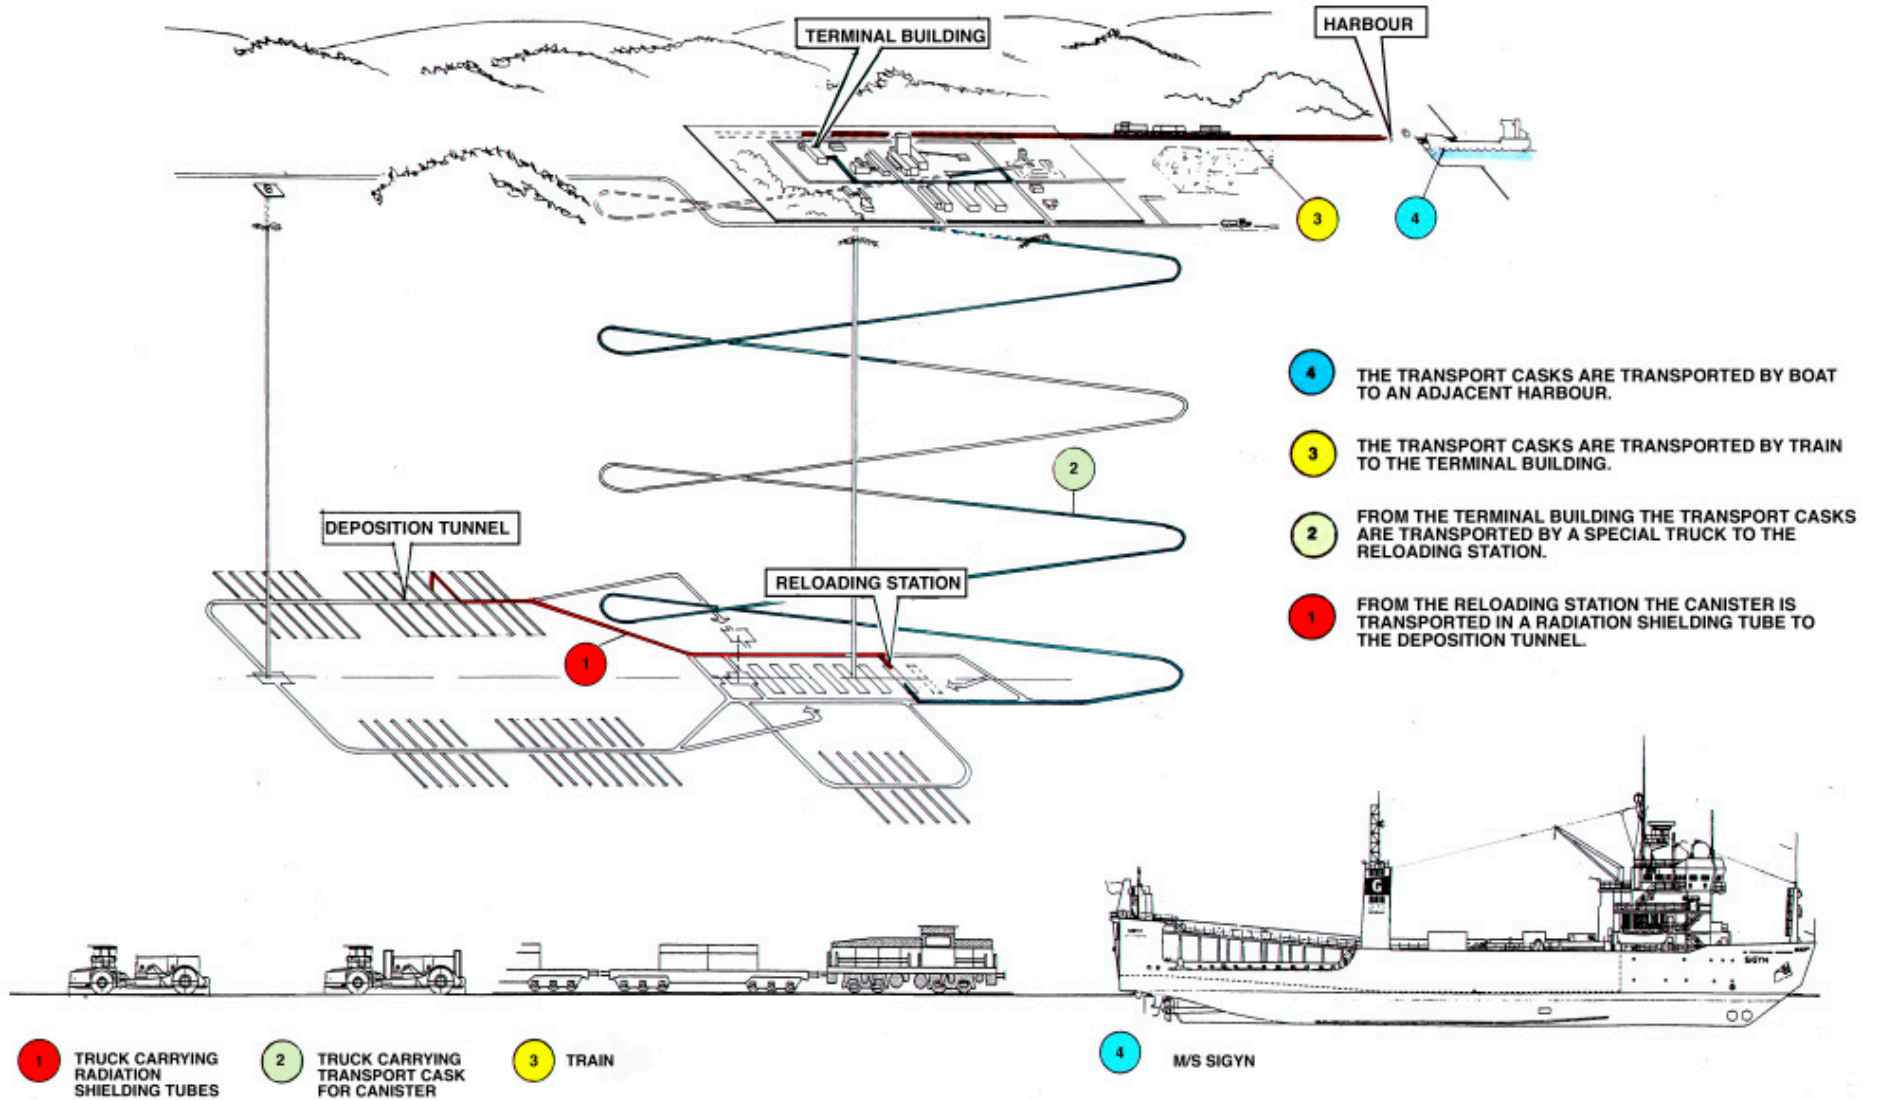 TERMINAL BUILDING
HARBOUR
3
4
4
THE TRANSPORT CASKS ARE TRANSPORTED BY BOAT
TO AN ADJACENT HARBOUR.
3
THE TRANSPORT CASKS ARE TRANSPORTED BY TRAIN
TO THE TERMINAL BUILDING.
2
2
FROM THE TERMINAL BUILDING THE TRANSPORT CASKS
ARE TRANSPORTED BY A SPECIAL TRUCK TO THE
RELOADING STATION.
DEPOSITION TUNNEL
RELOADING STATION
1
1
FROM THE RELOADING STATION THE CANISTER IS
TRANSPORTED IN A RADIATION SHIELDING TUBE TO
THE DEPOSITION TUNNEL.
G
SIGYN
1
TRUCK CARRYING
RADIATION
SHIELDING TUBES
2
TRUCK CARRYING
TRANSPORT CASK
FOR CANISTER
3
TRAIN
4
M/S SIGYN